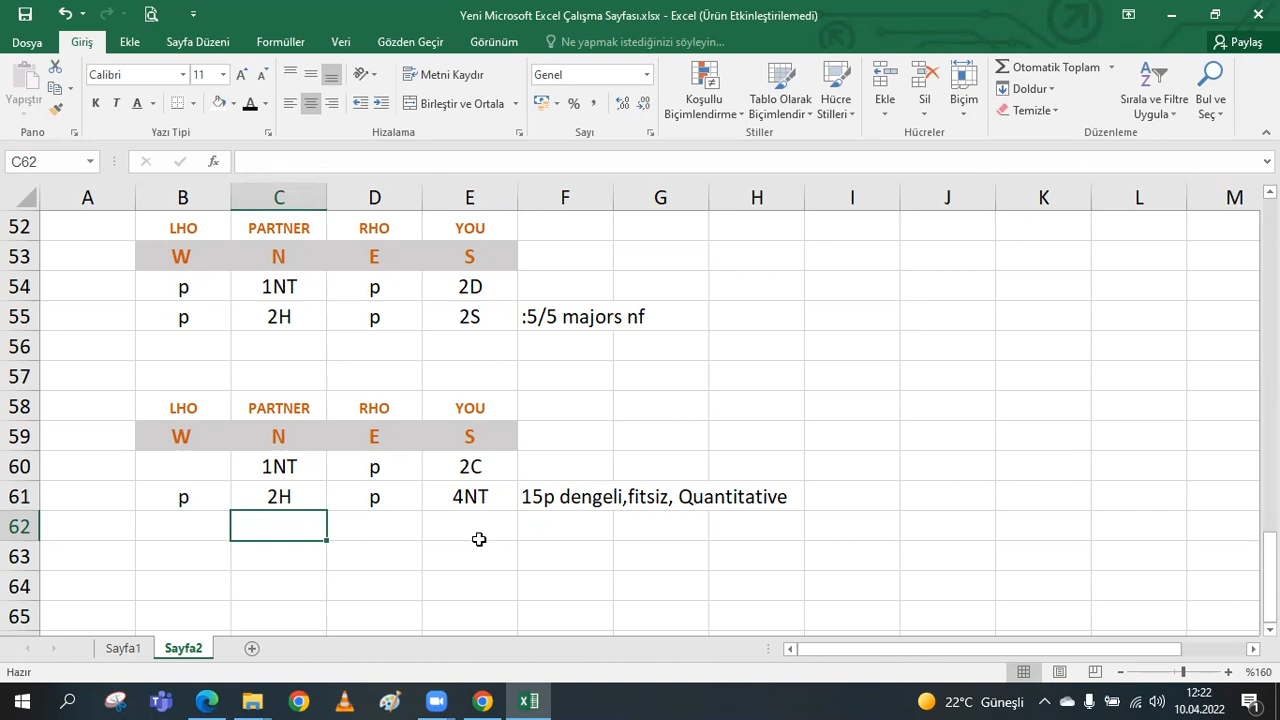 Yeni Microsoft Excel Çalışma Sayfası.xlsx - Excel (Ürün Etkinleştirilemedi)
Dosya Giriş Ekle Sayfa Düzeni Formüller Veri Gözden Geçir Görünüm Ne yapmak istediğinizi söyleyin... Paylaş
Yapıştır
Calibri 11
K T A
Metni Kaydır
Birleştir ve Ortala
Genel
Koşullu Biçimlendirme
Tablo Olarak Biçimlendir
Hücre Stilleri
Ekle Sil Biçim
Otomatik Toplam
Doldur
Temizle
Sırala ve Filtre Uygula
Bul ve Seç
Pano Yazı Tipi Hizalama Sayı Stiller Hücreler Düzenleme
C62 fx
A B C D E F G H I J K L M
52 LHO PARTNER RHO YOU
53 W N E S
54 p 1NT p 2D
55 p 2H p 2S :5/5 majors nf
56
57
58 LHO PARTNER RHO YOU
59 W N E S
60 1NT p 2C
61 p 2H p 4NT 15p dengeli,fitsiz, Quantitative
62
63
64
65
Sayfa1 Sayfa2
Hazır %160
22°C Güneşli 12:22
10.04.2022 1